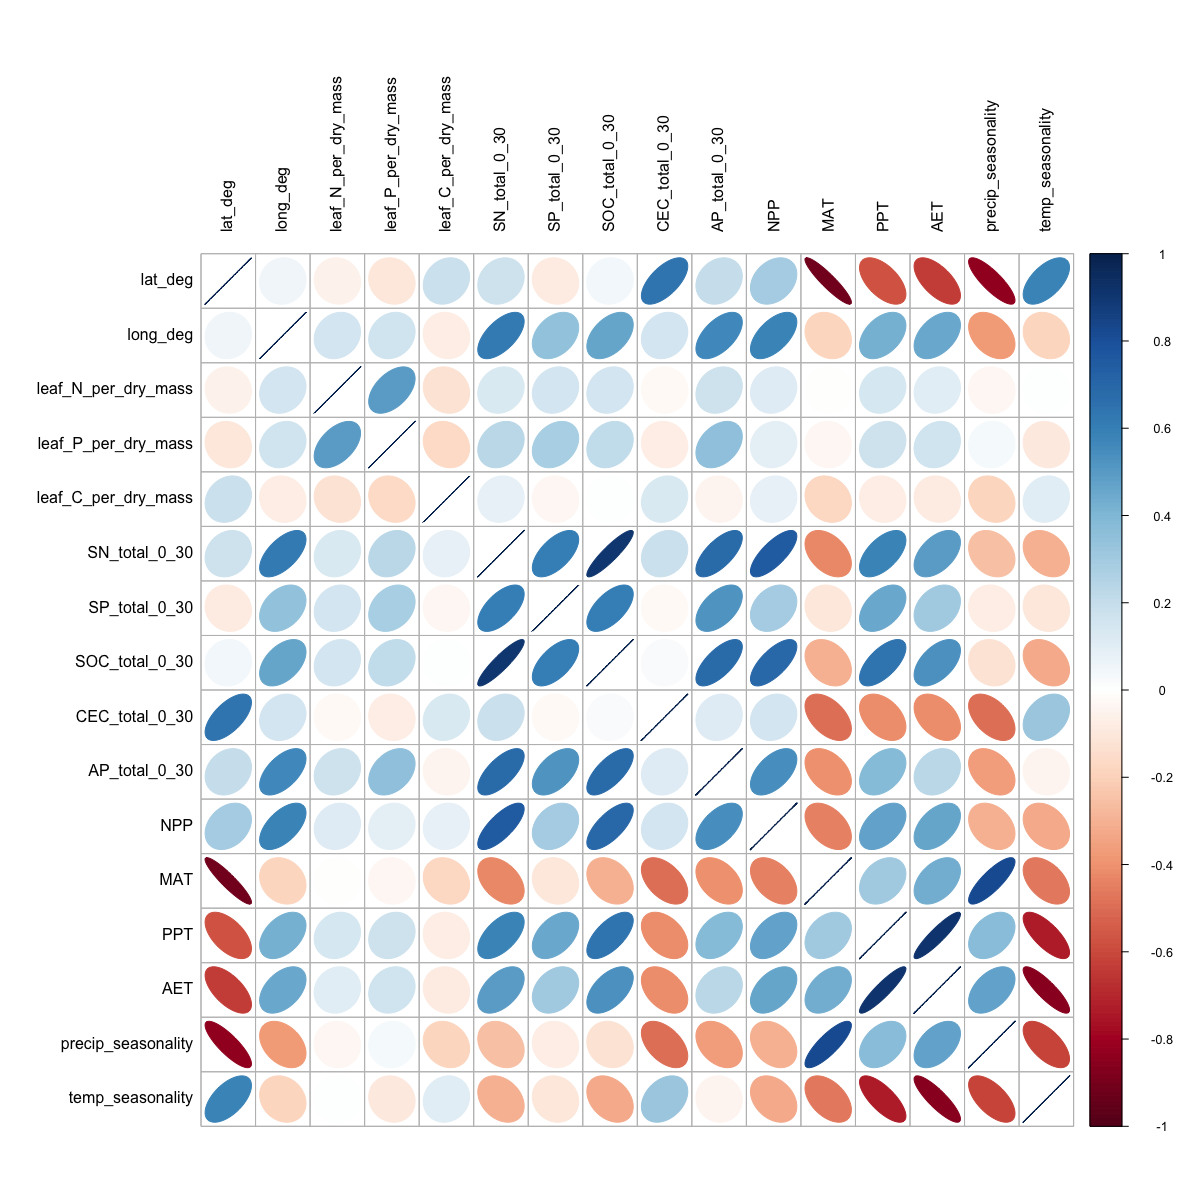 lat_deg
long_deg
leaf_N_per_dry_mass
leaf_P_per_dry_mass
leaf_C_per_dry_mass
SN_total_0_30
SP_total_0_30
SOC_total_0_30
CEC_total_0_30
AP_total_0_30
NPP
MAT
PPT
AET
precip_seasonality
temp_seasonality
lat_deg
long_deg
leaf_N_per_dry_mass
leaf_P_per_dry_mass
leaf_C_per_dry_mass
SN_total_0_30
SP_total_0_30
SOC_total_0_30
CEC_total_0_30
AP_total_0_30
NPP
MAT
PPT
AET
precip_seasonality
temp_seasonality
1
0.8
0.6
0.4
0.2
0
-0.2
-0.4
-0.6
-0.8
-1